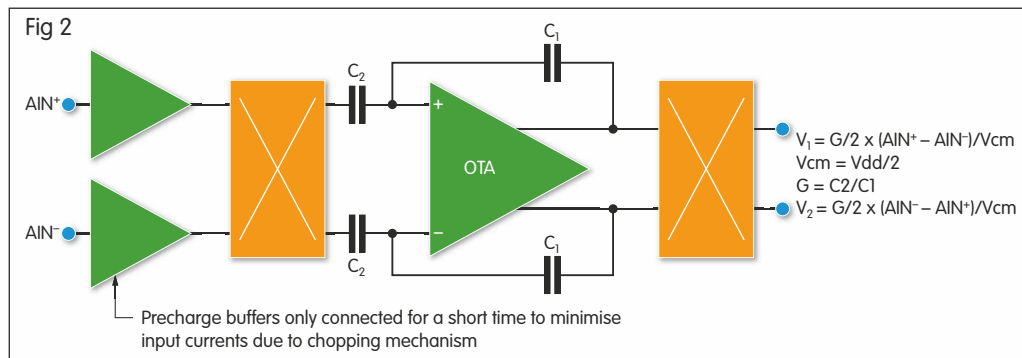 Fig 2
C₁
C₂
AIN⁺
+
OTA
V₁ = G/2 x (AIN⁺ – AIN⁻)/Vcm
Vcm = Vdd/2
G = C2/C1
V₂ = G/2 x (AIN⁻ – AIN⁺)/Vcm
AIN⁻
–
C₂
C₁
Precharge buffers only connected for a short time to minimise
input currents due to chopping mechanism